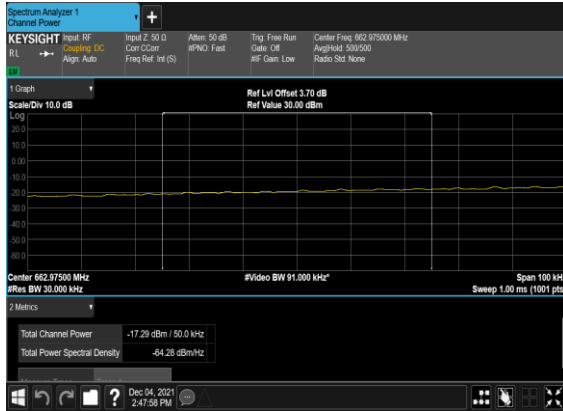 Spectrum Analyzer 1
Channel Power
+
KEYSIGHT Input: RF Input Z: 50 Ω Atten: 50 dB Trig: Free Run Center Freq: 662.975000 MHz
RL Coupling: DC Corr CCorr #PNO: Fast Gate: Off Avg|Hold: 500/500
Align: Auto Freq Ref: Int (S) #IF Gain: Low Radio Std: None
1 Graph
Ref Lvl Offset 3.70 dB
Scale/Div 10.0 dB Ref Value 30.00 dBm
Log
20.0
10.0
0.00
-10.0
-20.0
-30.0
-40.0
-50.0
-60.0
Center 662.97500 MHz #Video BW 91.000 kHz* Span 100 kH
#Res BW 30.000 kHz Sweep 1.00 ms (1001 pts
2 Metrics
Total Channel Power -17.29 dBm / 50.0 kHz
Total Power Spectral Density -64.28 dBm/Hz
? Dec 04, 2021
2:47:58 PM